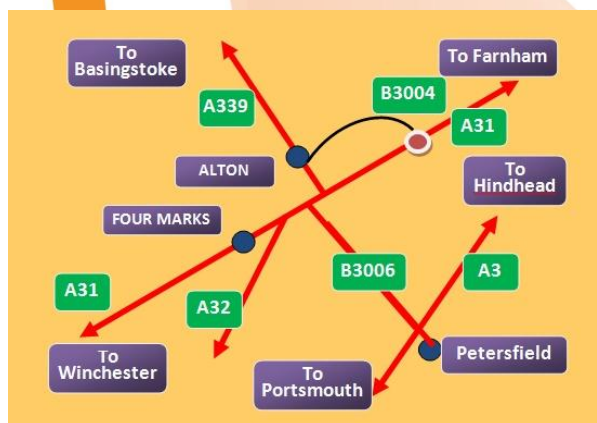 To
Basingstoke
To Farnham
B3004
A339
A31
To
Hindhead
ALTON
FOUR MARKS
A31
A32
B3006
A3
To
Winchester
To
Portsmouth
Petersfield